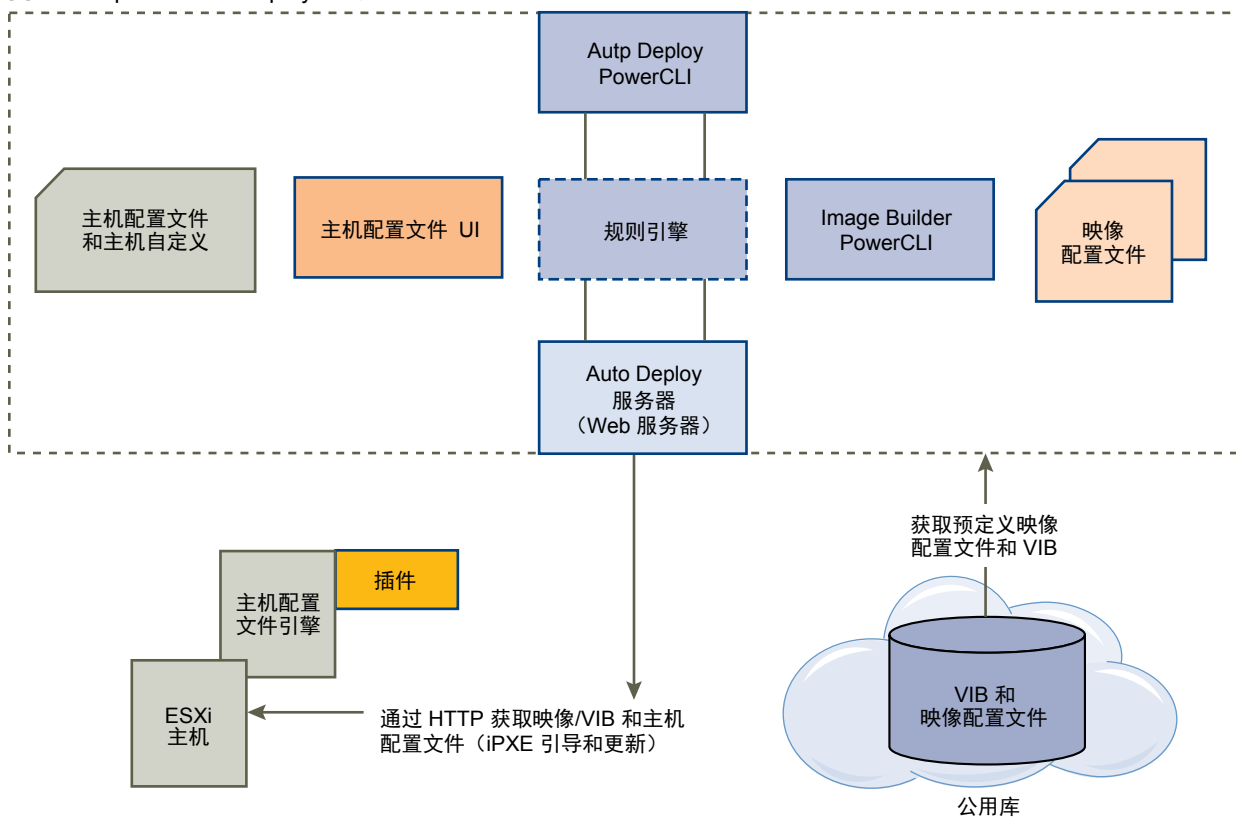 Autp Deploy
PowerCLI
主机配置文件
和主机自定义
主机配置文件 UI
规则引擎
Image Builder
PowerCLI
映像
配置文件
Auto Deploy
服务器
（Web 服务器）
获取预定义映像
配置文件和 VIB
插件
主机配置
文件引擎
ESXi
主机
通过 HTTP 获取映像/VIB 和主机
配置文件（iPXE 引导和更新）
VIB 和
映像配置文件
公用库